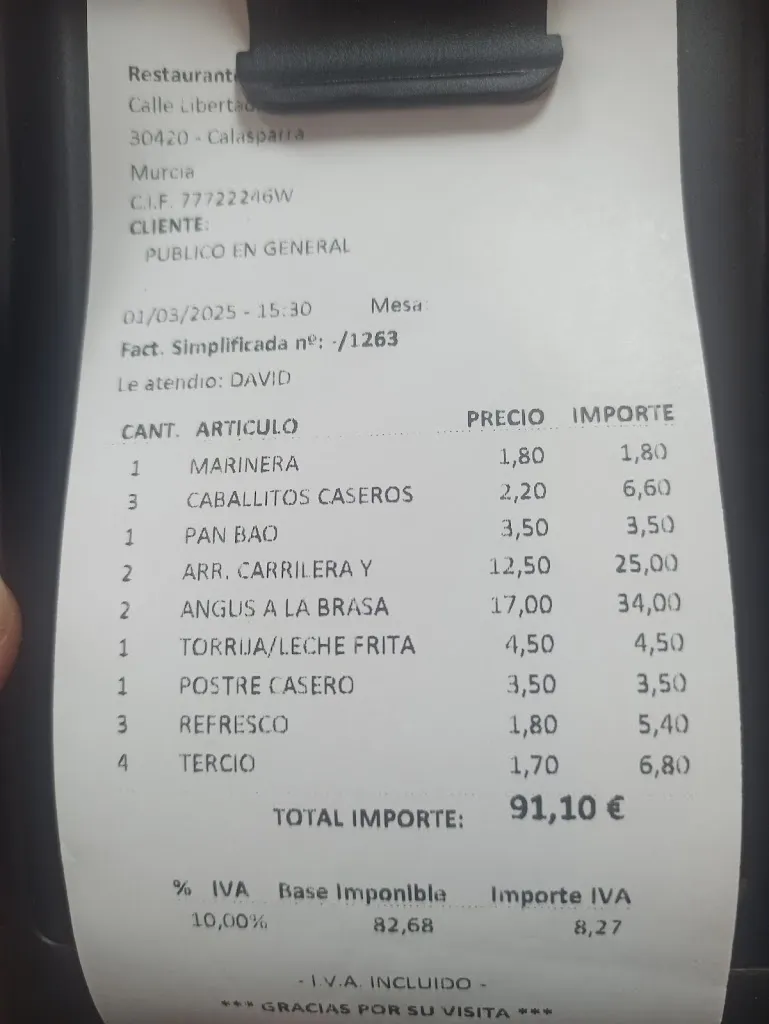 Restaurante
Calle Libertad
30420 - Calasparra
Murcia
C.I.F. 77722246W
CLIENTE:
PUBLICO EN GENERAL
01/03/2025 - 15:30 Mesa:
Fact. Simplificada nº: -/1263
Le atendio: DAVID
CANT. ARTICULO PRECIO IMPORTE
1 MARINERA 1,80 1,80
3 CABALLITOS CASEROS 2,20 6,60
1 PAN BAO 3,50 3,50
2 ARR. CARRILERA Y 12,50 25,00
2 ANGUS A LA BRASA 17,00 34,00
1 TORRIJA/LECHE FRITA 4,50 4,50
1 POSTRE CASERO 3,50 3,50
3 REFRESCO 1,80 5,40
4 TERCIO 1,70 6,80
TOTAL IMPORTE: 91,10 €
% IVA Base Imponible Importe IVA
10,00% 82,68 8,27
- I.V.A. INCLUIDO -
*** GRACIAS POR SU VISITA ***